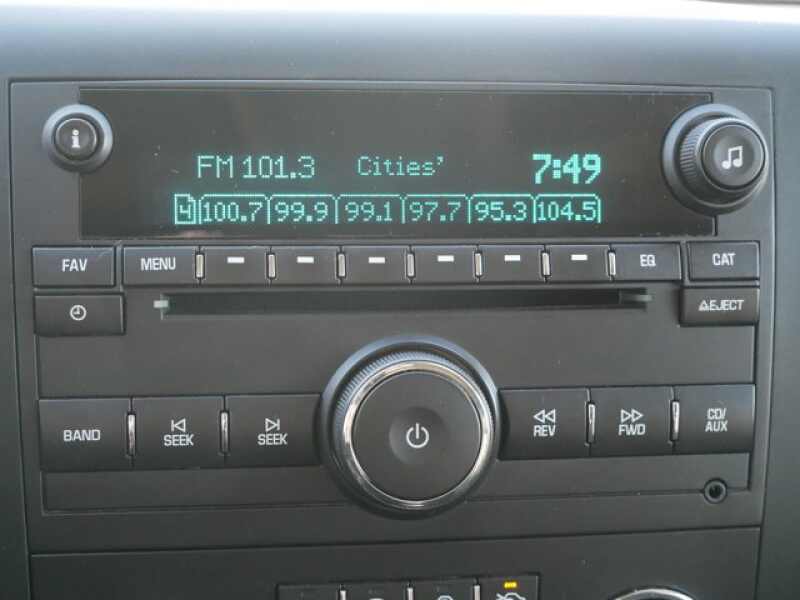 i
FM 101.3 Cities' 7:49
4 100.7 99.9 99.1 97.7 95.3 104.5
FAV MENU EQ CAT
EJECT
BAND SEEK SEEK REV FWD CD/
AUX